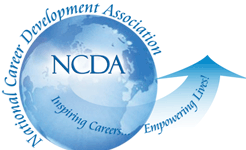 National Career Development Association
NCDA
Inspiring Careers... Empowering Lives!